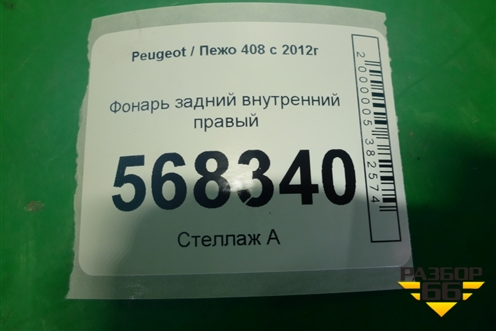 Peugeot / Пежо 408 с 2012г
Фонарь задний внутренний
правый
568340
Стеллаж А
2000005382574
РАЗБОР
66